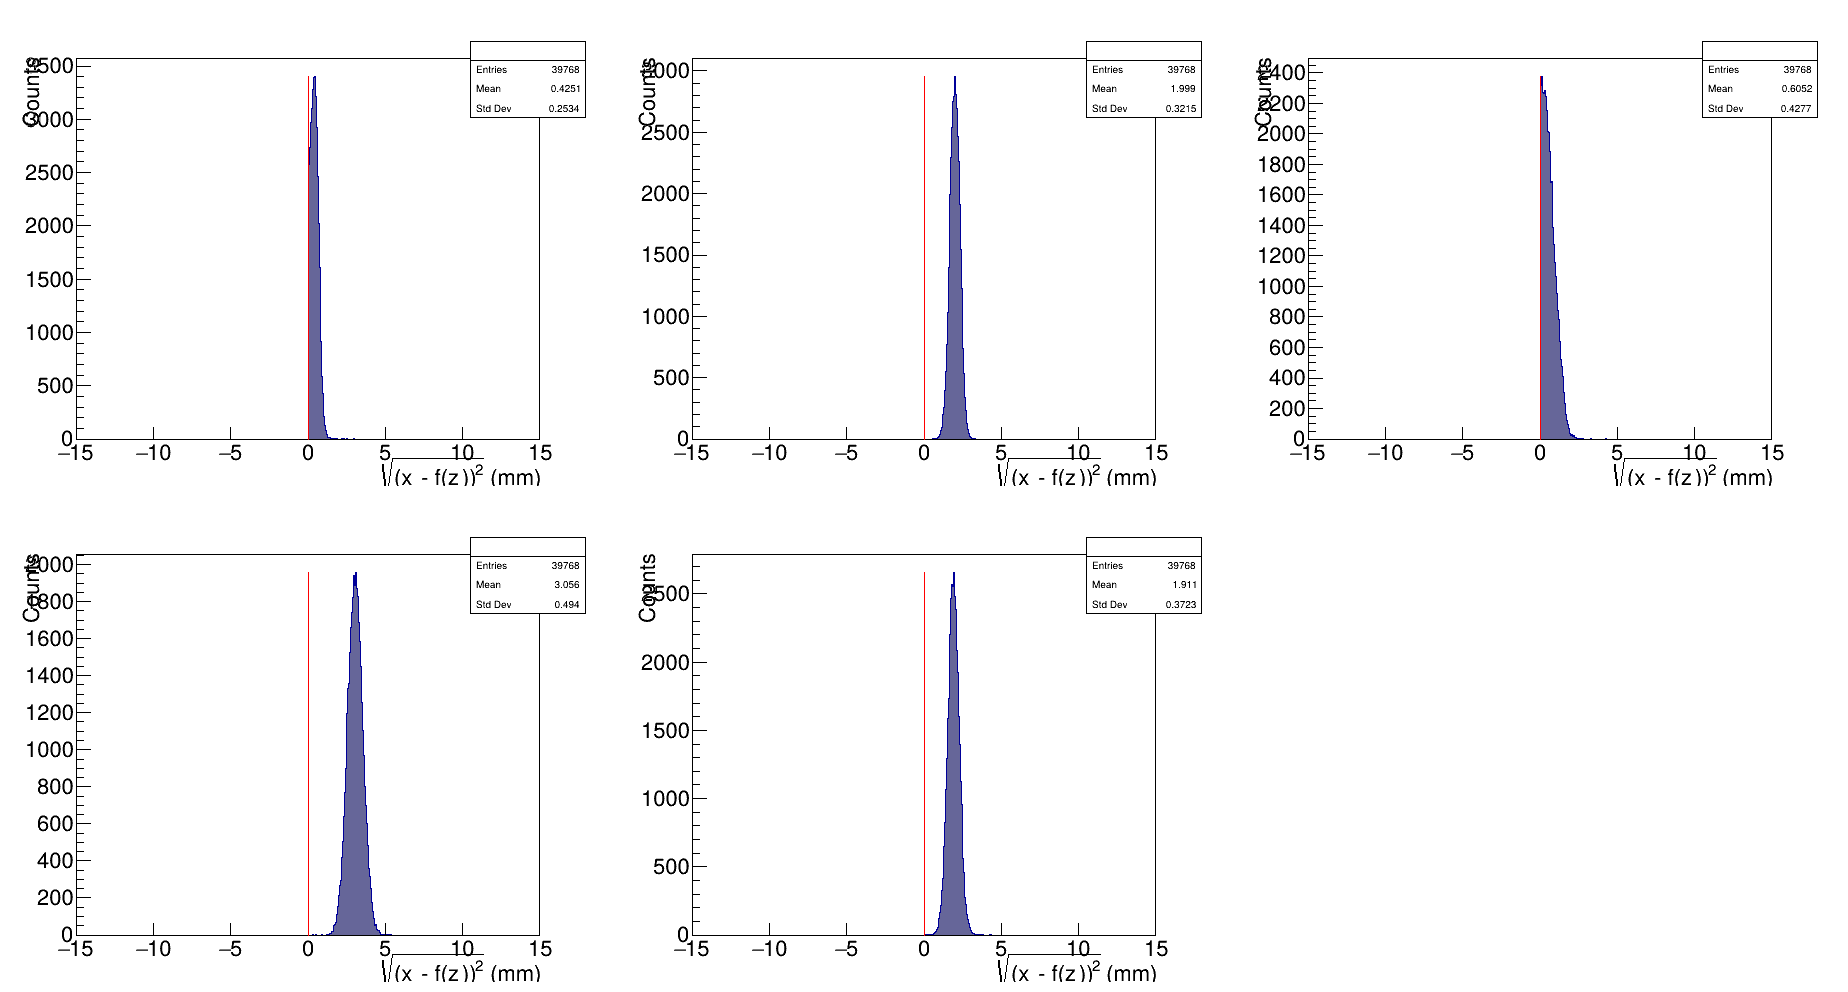 Counts
3500
3000
2500
2000
1500
1000
500
0
−15 −10 −5 0 5 10 15
√(x - f(z))² (mm)
Entries 39768
Mean 0.4251
Std Dev 0.2534
Counts
3000
2500
2000
1500
1000
500
0
−15 −10 −5 0 5 10 15
√(x - f(z))² (mm)
Entries 39768
Mean 1.999
Std Dev 0.3215
Counts
2400
2200
2000
1800
1600
1400
1200
1000
800
600
400
200
0
−15 −10 −5 0 5 10 15
√(x - f(z))² (mm)
Entries 39768
Mean 0.6052
Std Dev 0.4277
Counts
2000
1800
1600
1400
1200
1000
800
600
400
200
0
−15 −10 −5 0 5 10 15
√(x - f(z))² (mm)
Entries 39768
Mean 3.056
Std Dev 0.494
Counts
2500
2000
1500
1000
500
0
−15 −10 −5 0 5 10 15
√(x - f(z))² (mm)
Entries 39768
Mean 1.911
Std Dev 0.3723